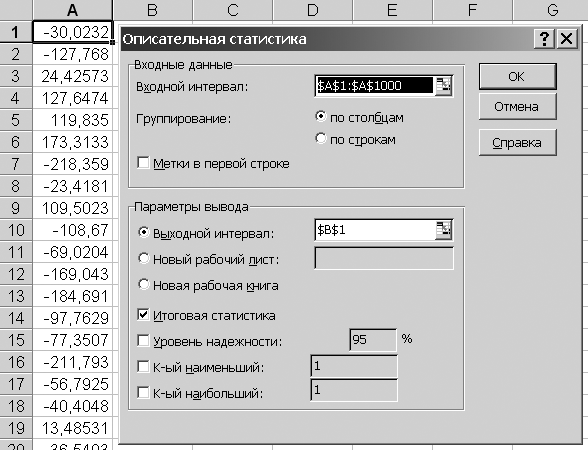 A B C D E F G
1 -30,0232
2 -127,768
3 24,42573
4 127,6474
5 119,835
6 173,3133
7 -218,359
8 -23,4181
9 109,5023
10 -108,67
11 -69,0204
12 -169,043
13 -184,691
14 -97,7629
15 -77,3507
16 -211,793
17 -56,7925
18 -40,4048
19 13,48531
Описательная статистика ? X
Входные данные
Входной интервал: $A$1:$A$1000
Группирование: по столбцам
по строкам
Метки в первой строке
OK
Отмена
Справка
Параметры вывода
Выходной интервал: $B$1
Новый рабочий лист:
Новая рабочая книга
Итоговая статистика
Уровень надежности: 95 %
К-ый наименьший: 1
К-ый наибольший: 1